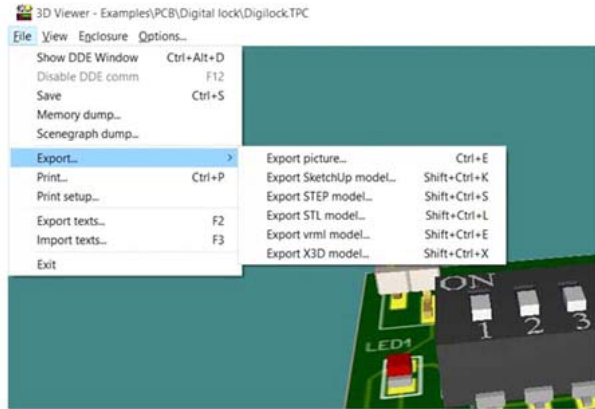 3D Viewer - Examples\PCB\Digital lock\Digilock.TPC
File View Enclosure Options...
Show DDE Window Ctrl+Alt+D
Disable DDE comm F12
Save Ctrl+S
Memory dump...
Scenegraph dump...
Export... >
Print... Ctrl+P
Print setup...
Export texts... F2
Import texts... F3
Exit
Export picture... Ctrl+E
Export SketchUp model... Shift+Ctrl+K
Export STEP model... Shift+Ctrl+S
Export STL model... Shift+Ctrl+L
Export vrml model... Shift+Ctrl+E
Export X3D model... Shift+Ctrl+X
ON
1 2 3
LED1